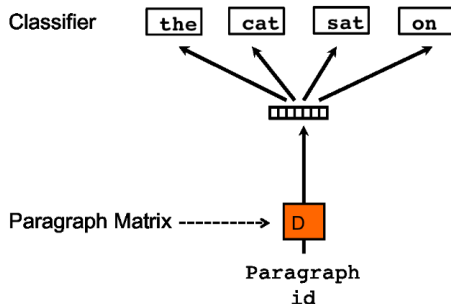 Classifier the cat sat on
Paragraph Matrix D
Paragraph
id